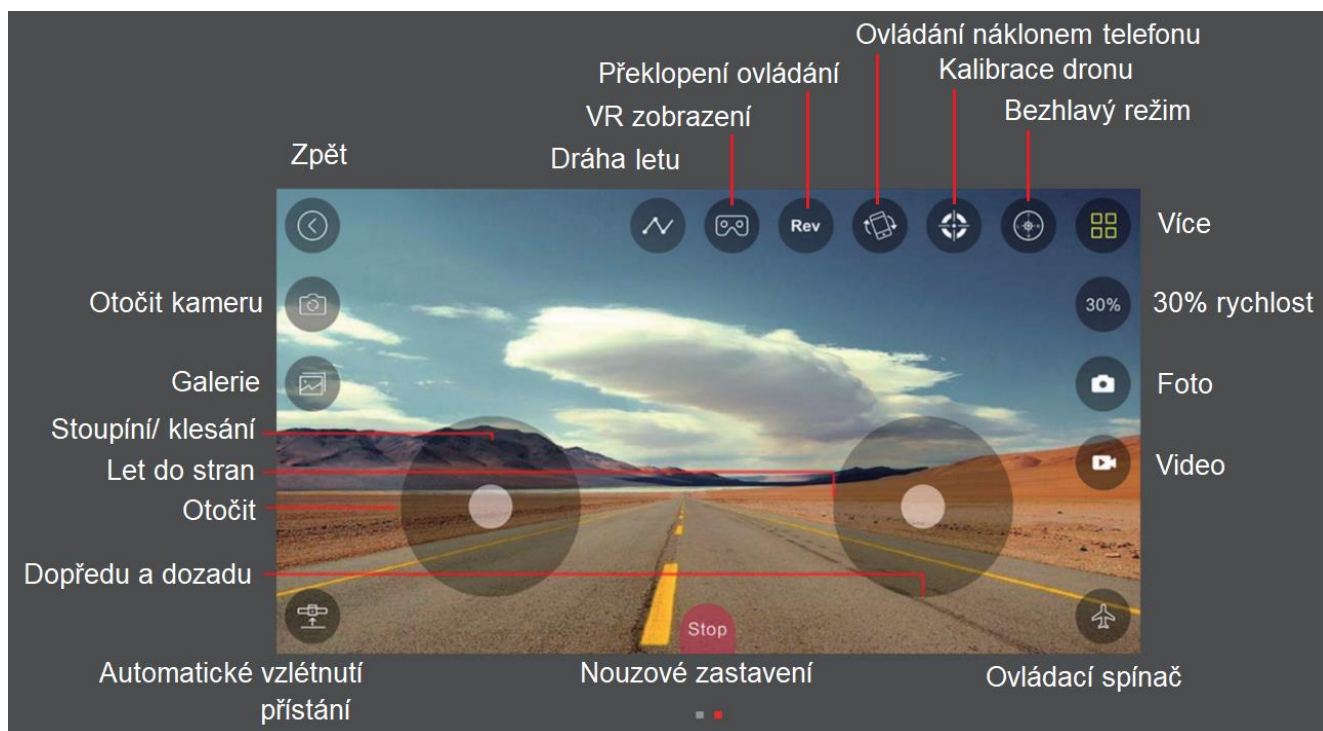 Ovládání náklonem telefonu
Překlopení ovládání
Kalibrace dronu
VR zobrazení
Bezhlavý režim
Zpět
Dráha letu
Rev
Více
Otočit kameru
30%
30% rychlost
Galerie
Foto
Stoupíní/ klesání
Let do stran
Video
Otočit
Dopředu a dozadu
Stop
Automatické vzlétnutí
přístání
Nouzové zastavení
Ovládací spínač